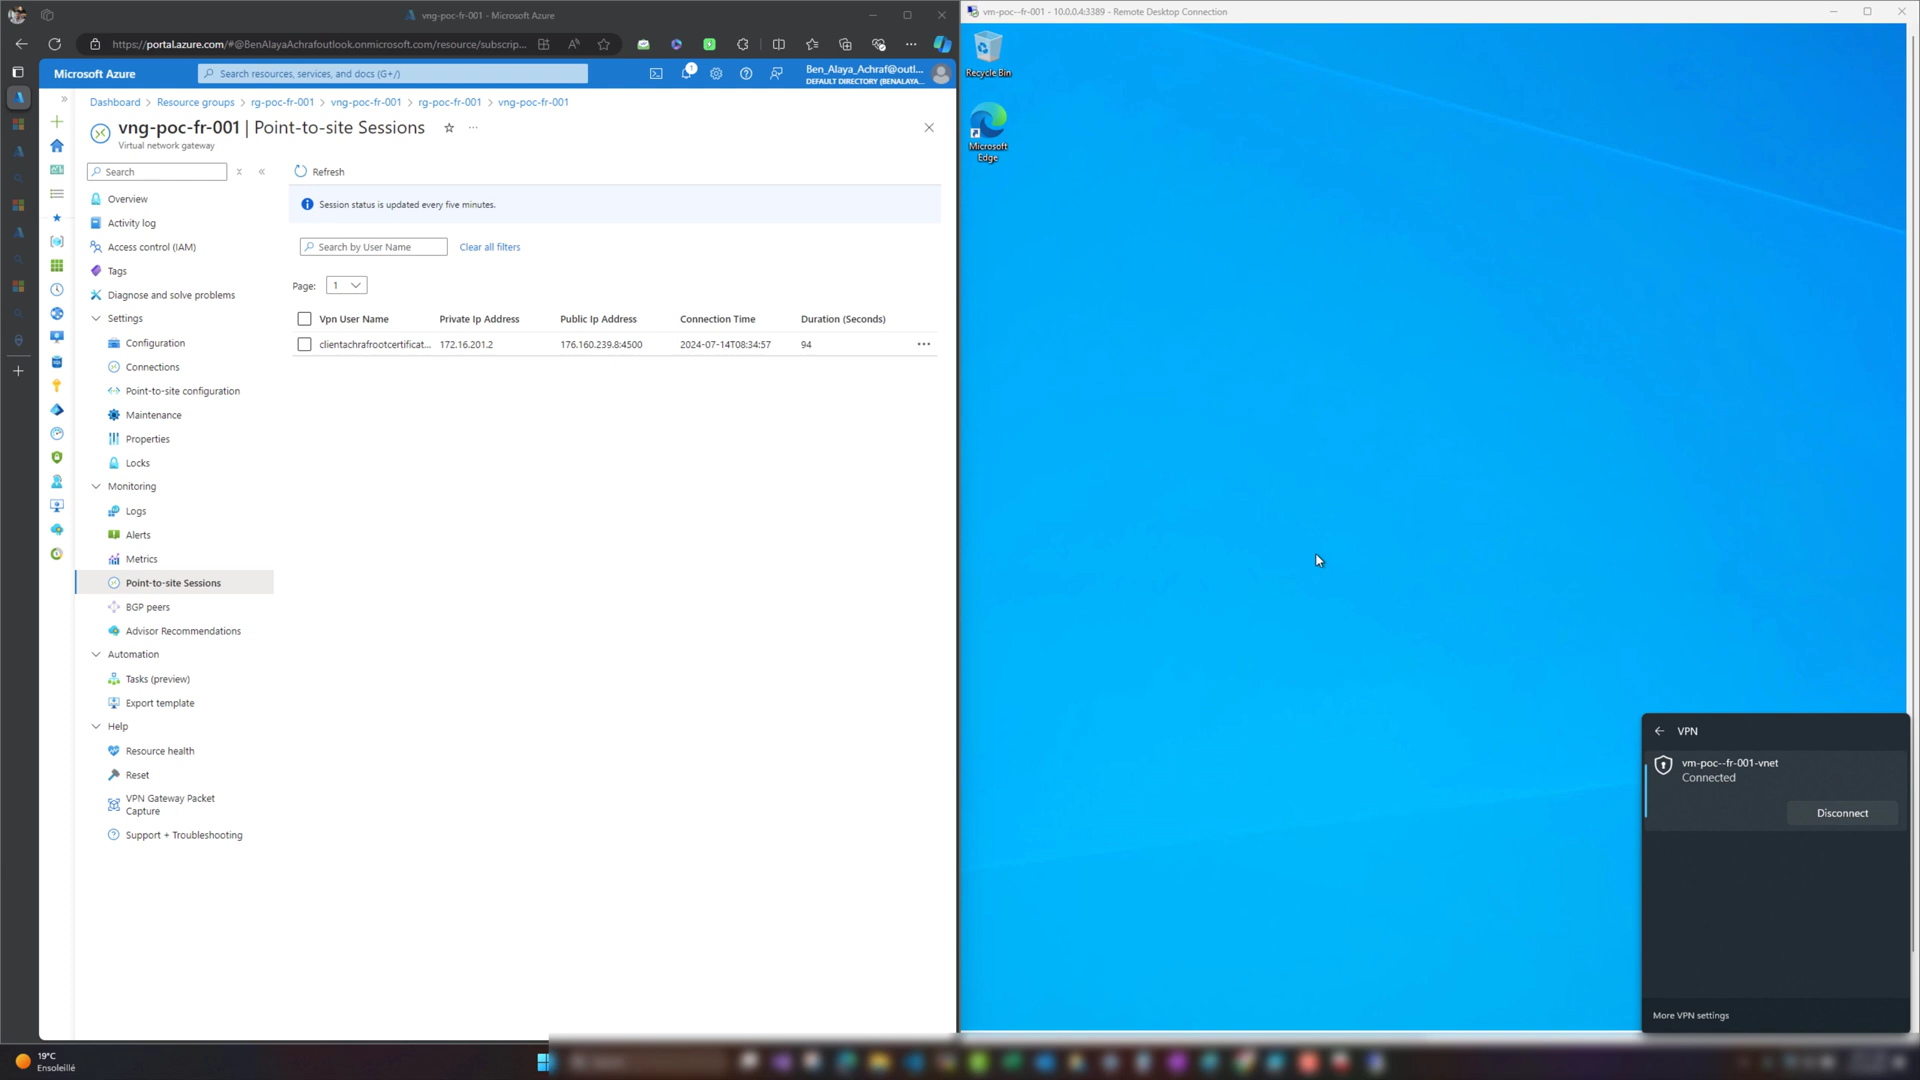 vng-poc-fr-001 - Microsoft Azure
https://portal.azure.com/#@BenAlayaAchrafoutlook.onmicrosoft.com/resource/subscrip...
Microsoft Azure
Search resources, services, and docs (G+/)
1
Ben_Alaya_Achraf@outl...
DEFAULT DIRECTORY (BENALAYA...
Dashboard > Resource groups > rg-poc-fr-001 > vng-poc-fr-001 > rg-poc-fr-001 > vng-poc-fr-001
vng-poc-fr-001 | Point-to-site Sessions
Virtual network gateway
Search
Overview
Activity log
Access control (IAM)
Tags
Diagnose and solve problems
Settings
Configuration
Connections
Point-to-site configuration
Maintenance
Properties
Locks
Monitoring
Logs
Alerts
Metrics
Point-to-site Sessions
BGP peers
Advisor Recommendations
Automation
Tasks (preview)
Export template
Help
Resource health
Reset
VPN Gateway Packet
Capture
Support + Troubleshooting
Refresh
Session status is updated every five minutes.
Search by User Name
Clear all filters
Page: 1
Vpn User Name Private Ip Address Public Ip Address Connection Time Duration (Seconds)
clientachrafrootcertificat... 172.16.201.2 176.160.239.8:4500 2024-07-14T08:34:57 94
vm-poc--fr-001 - 10.0.0.4:3389 - Remote Desktop Connection
Recycle Bin
Microsoft
Edge
VPN
vm-poc--fr-001-vnet
Connected
Disconnect
More VPN settings
19°C
Ensoleillé